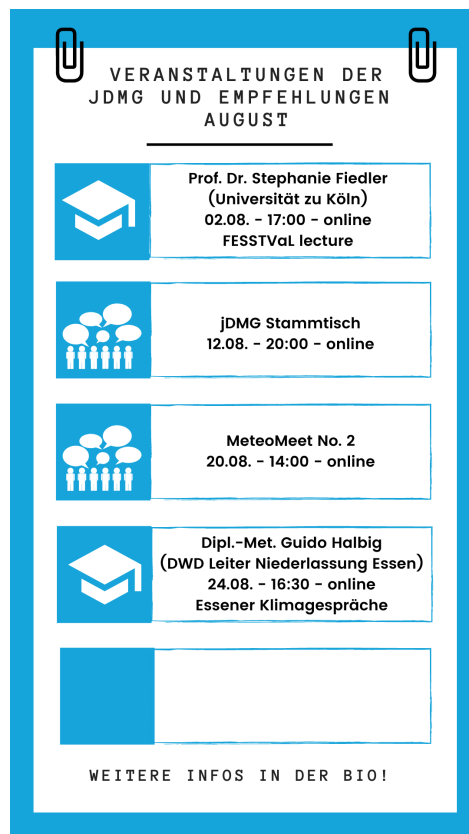 VERANSTALTUNGEN DER
JDMG UND EMPFEHLUNGEN
AUGUST
Prof. Dr. Stephanie Fiedler
(Universität zu Köln)
02.08. - 17:00 - online
FESSTVaL lecture
jDMG Stammtisch
12.08. - 20:00 - online
MeteoMeet No. 2
20.08. - 14:00 - online
Dipl.-Met. Guido Halbig
(DWD Leiter Niederlassung Essen)
24.08. - 16:30 - online
Essener Klimagespräche
WEITERE INFOS IN DER BIO!